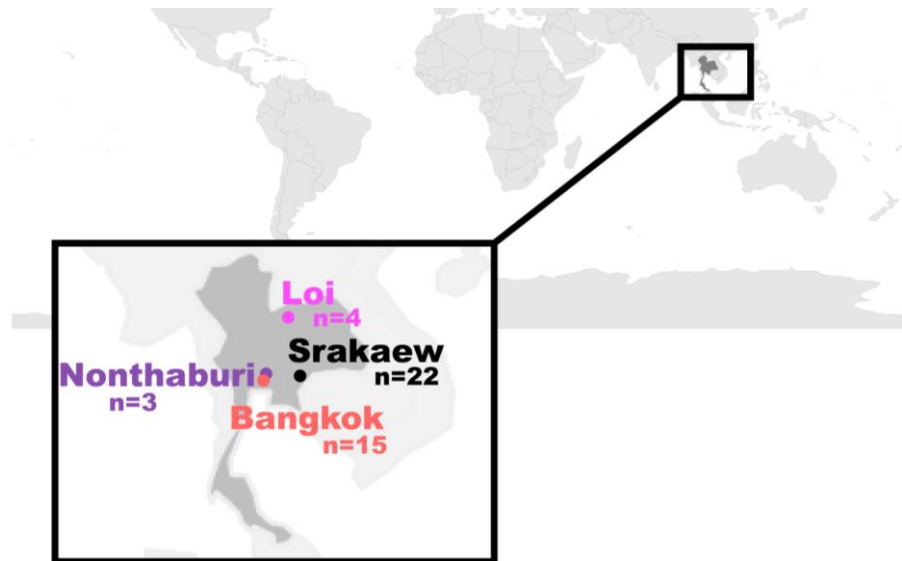 Loi
n=4
Srakaew
n=22
Nonthaburi
n=3
Bangkok
n=15